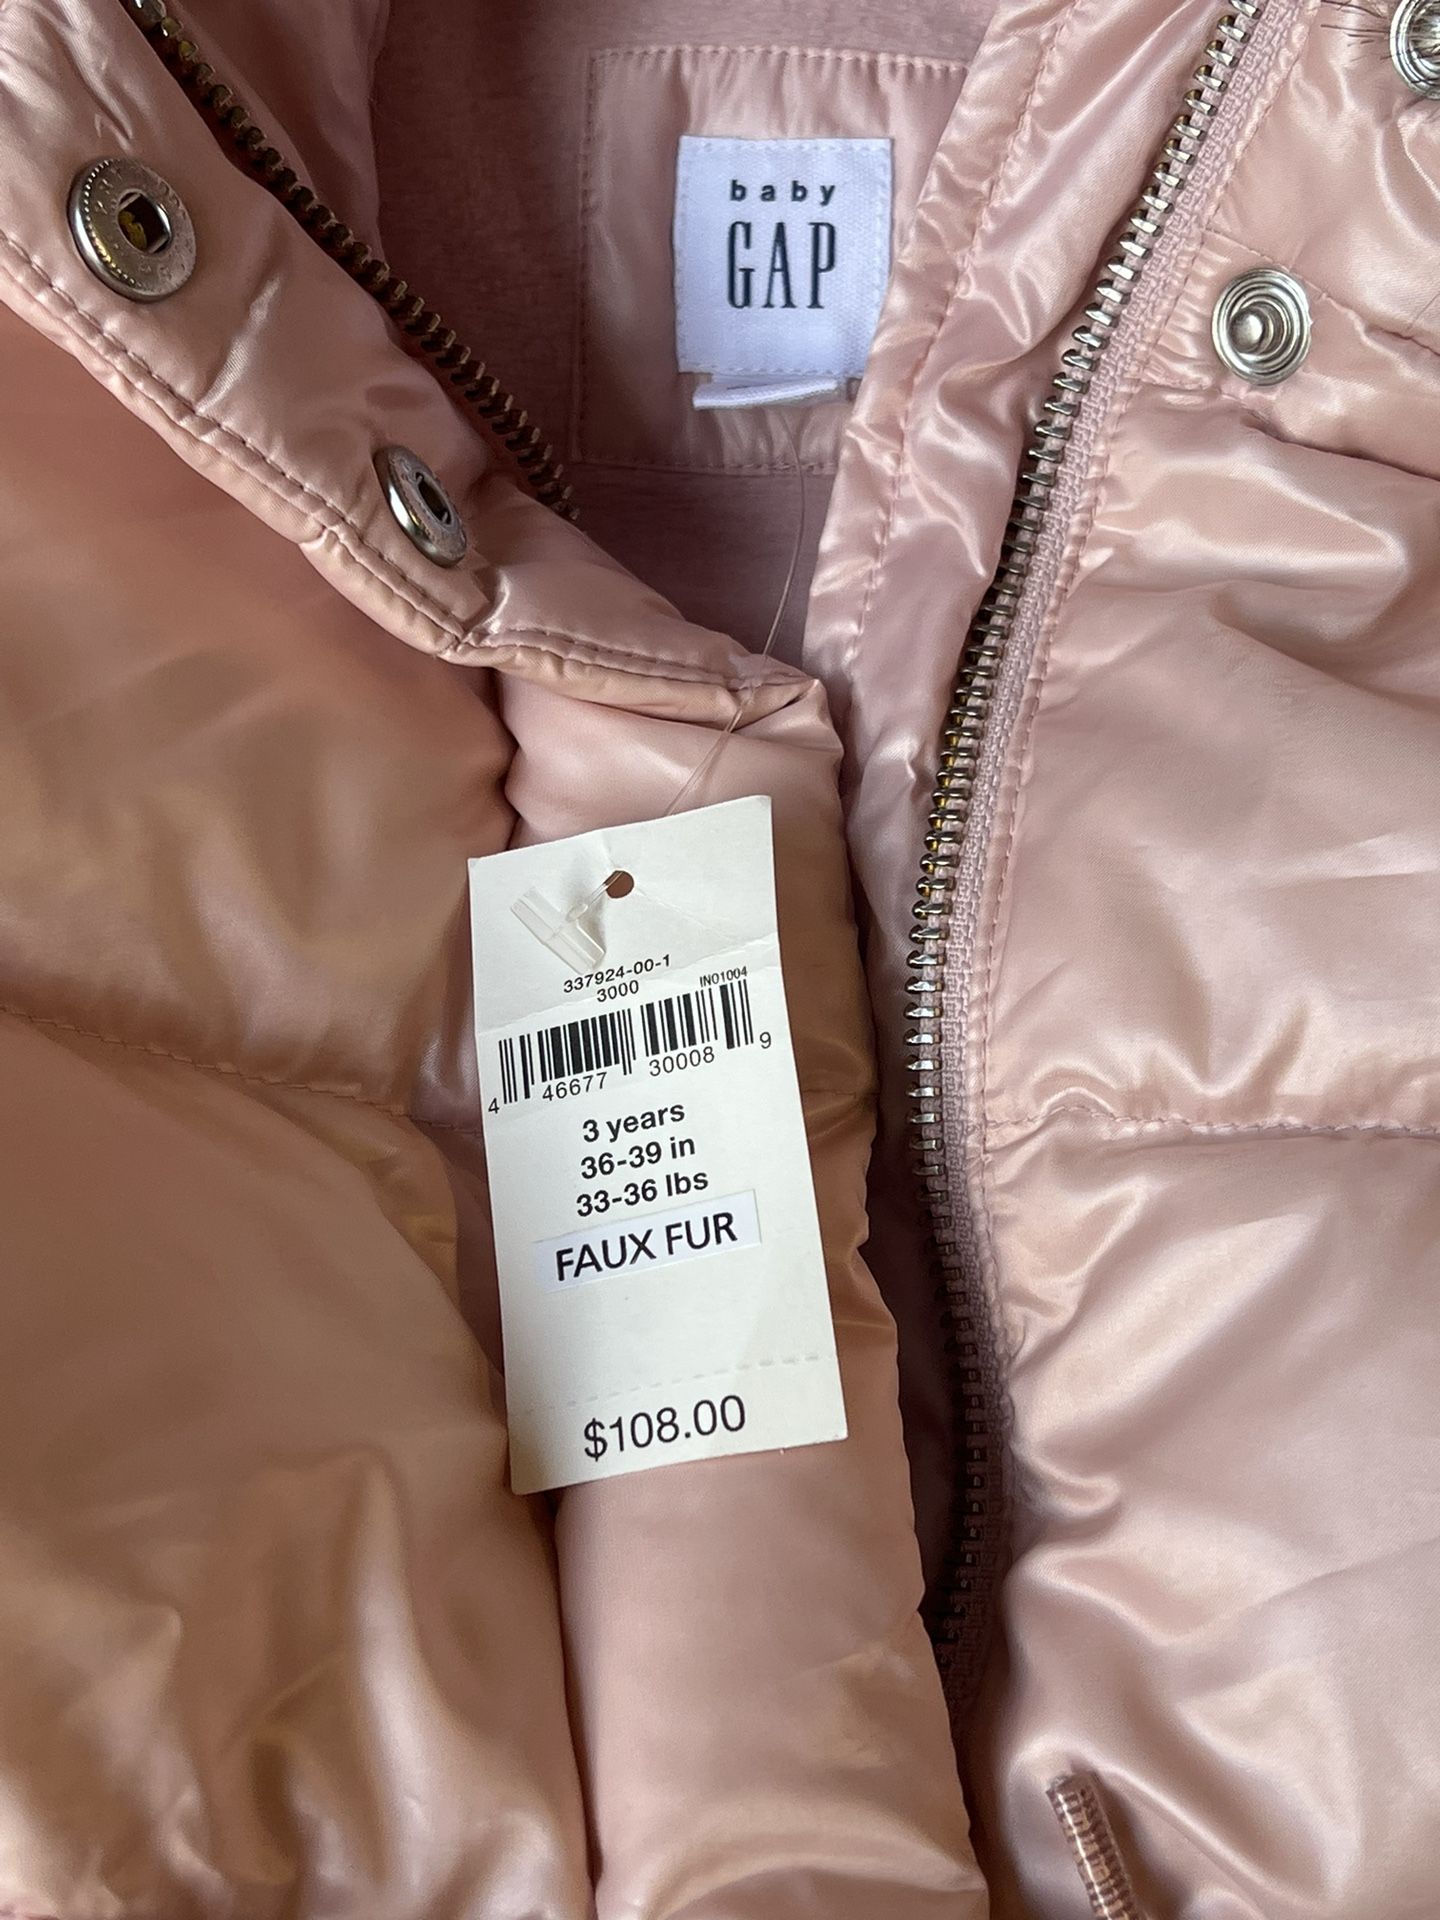 baby
GAP
337924-00-1
3000 IN01004
4 46677 30008 9
3 years
36-39 in
33-36 lbs
FAUX FUR
$108.00